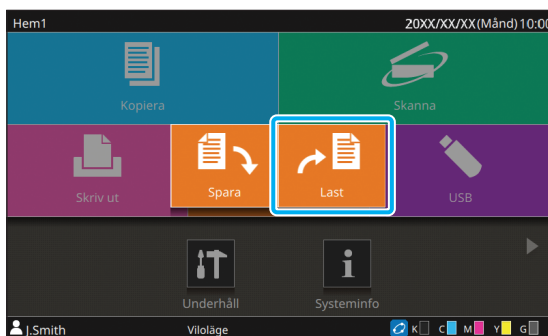 Hem1 20XX/XX/XX(Månd) 10:00
Kopiera Skanna
Skriv ut Spara Last USB
Underhåll Systeminfo
J.Smith Viloläge K C M Y G